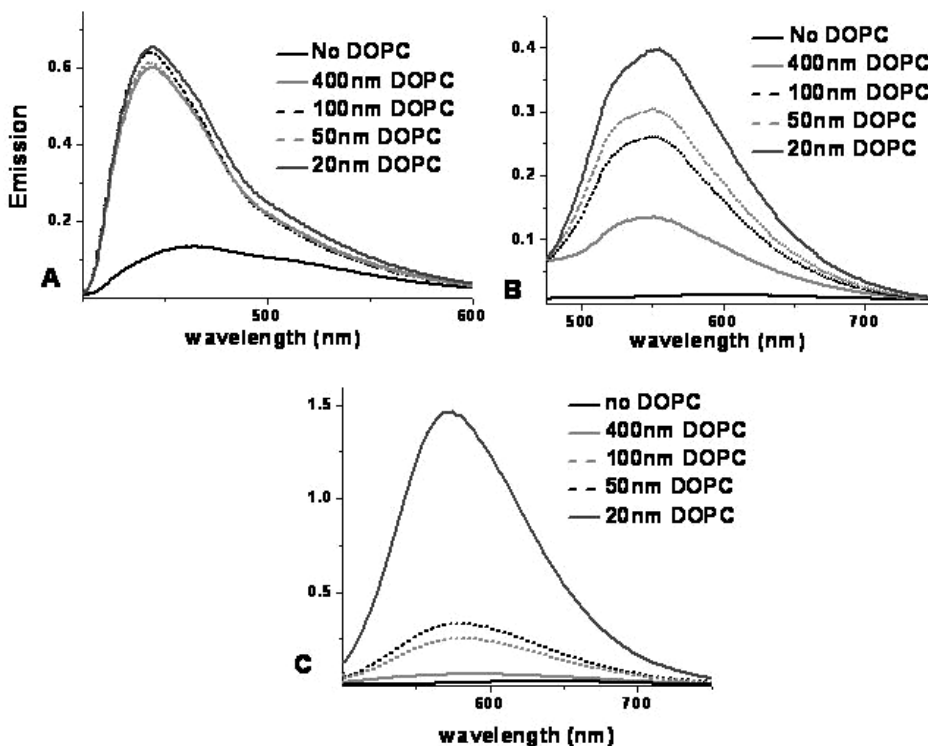 No DOPC
400nm DOPC
100nm DOPC
50nm DOPC
20nm DOPC
0.6
0.4
0.2
Emission
A
500
600
wavelength (nm)
No DOPC
400nm DOPC
100nm DOPC
50nm DOPC
20nm DOPC
0.4
0.3
0.2
0.1
B
500
600
700
wavelength (nm)
no DOPC
400nm DOPC
100nm DOPC
50nm DOPC
20nm DOPC
1.5
1.0
0.5
C
600
700
wavelength (nm)